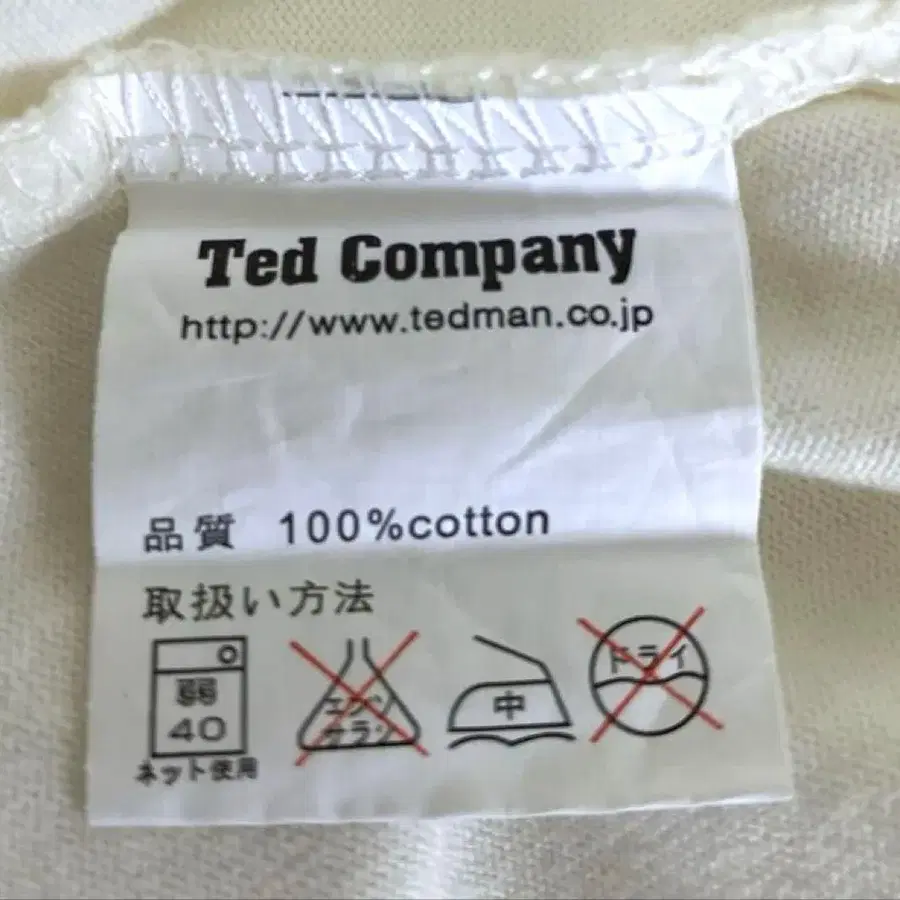 Ted Company
http://www.tedman.co.jp
品質 100%cotton
取扱い方法
弱
40
ネット使用
エンソ
サラシ
中
ドライ